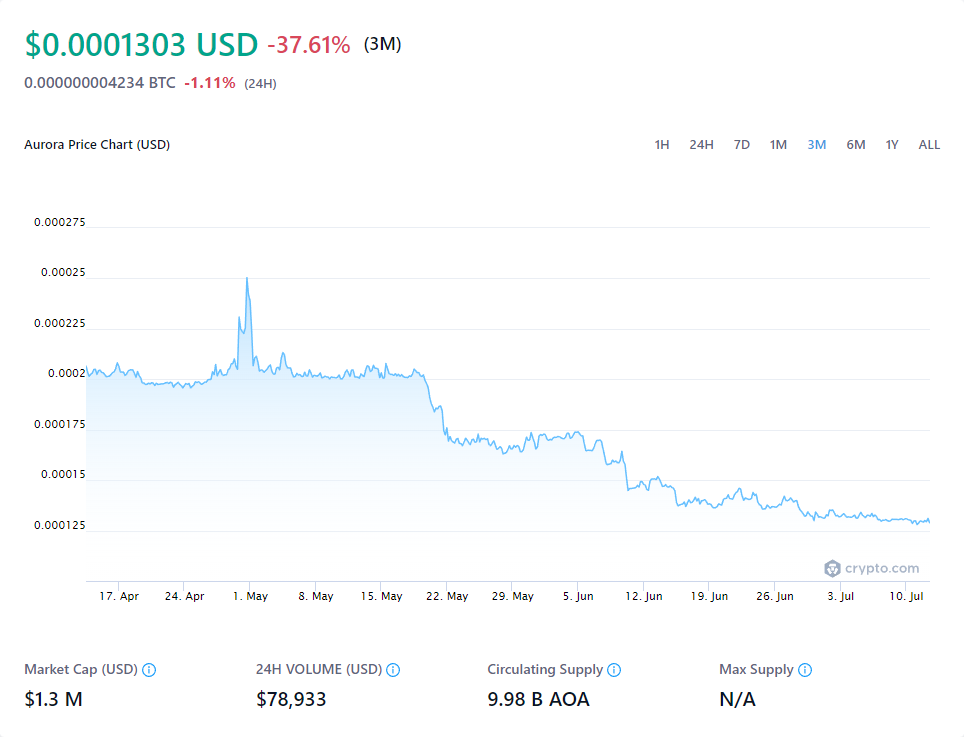 $0.0001303 USD -37.61% (3M)
0.000000004234 BTC -1.11% (24H)
Aurora Price Chart (USD)
1H 24H 7D 1M 3M 6M 1Y ALL
0.000275
0.00025
0.000225
0.0002
0.000175
0.00015
0.000125
crypto.com
17. Apr 24. Apr 1. May 8. May 15. May 22. May 29. May 5. Jun 12. Jun 19. Jun 26. Jun 3. Jul 10. Jul
Market Cap (USD) 24H VOLUME (USD) Circulating Supply Max Supply
$1.3 M $78,933 9.98 B AOA N/A